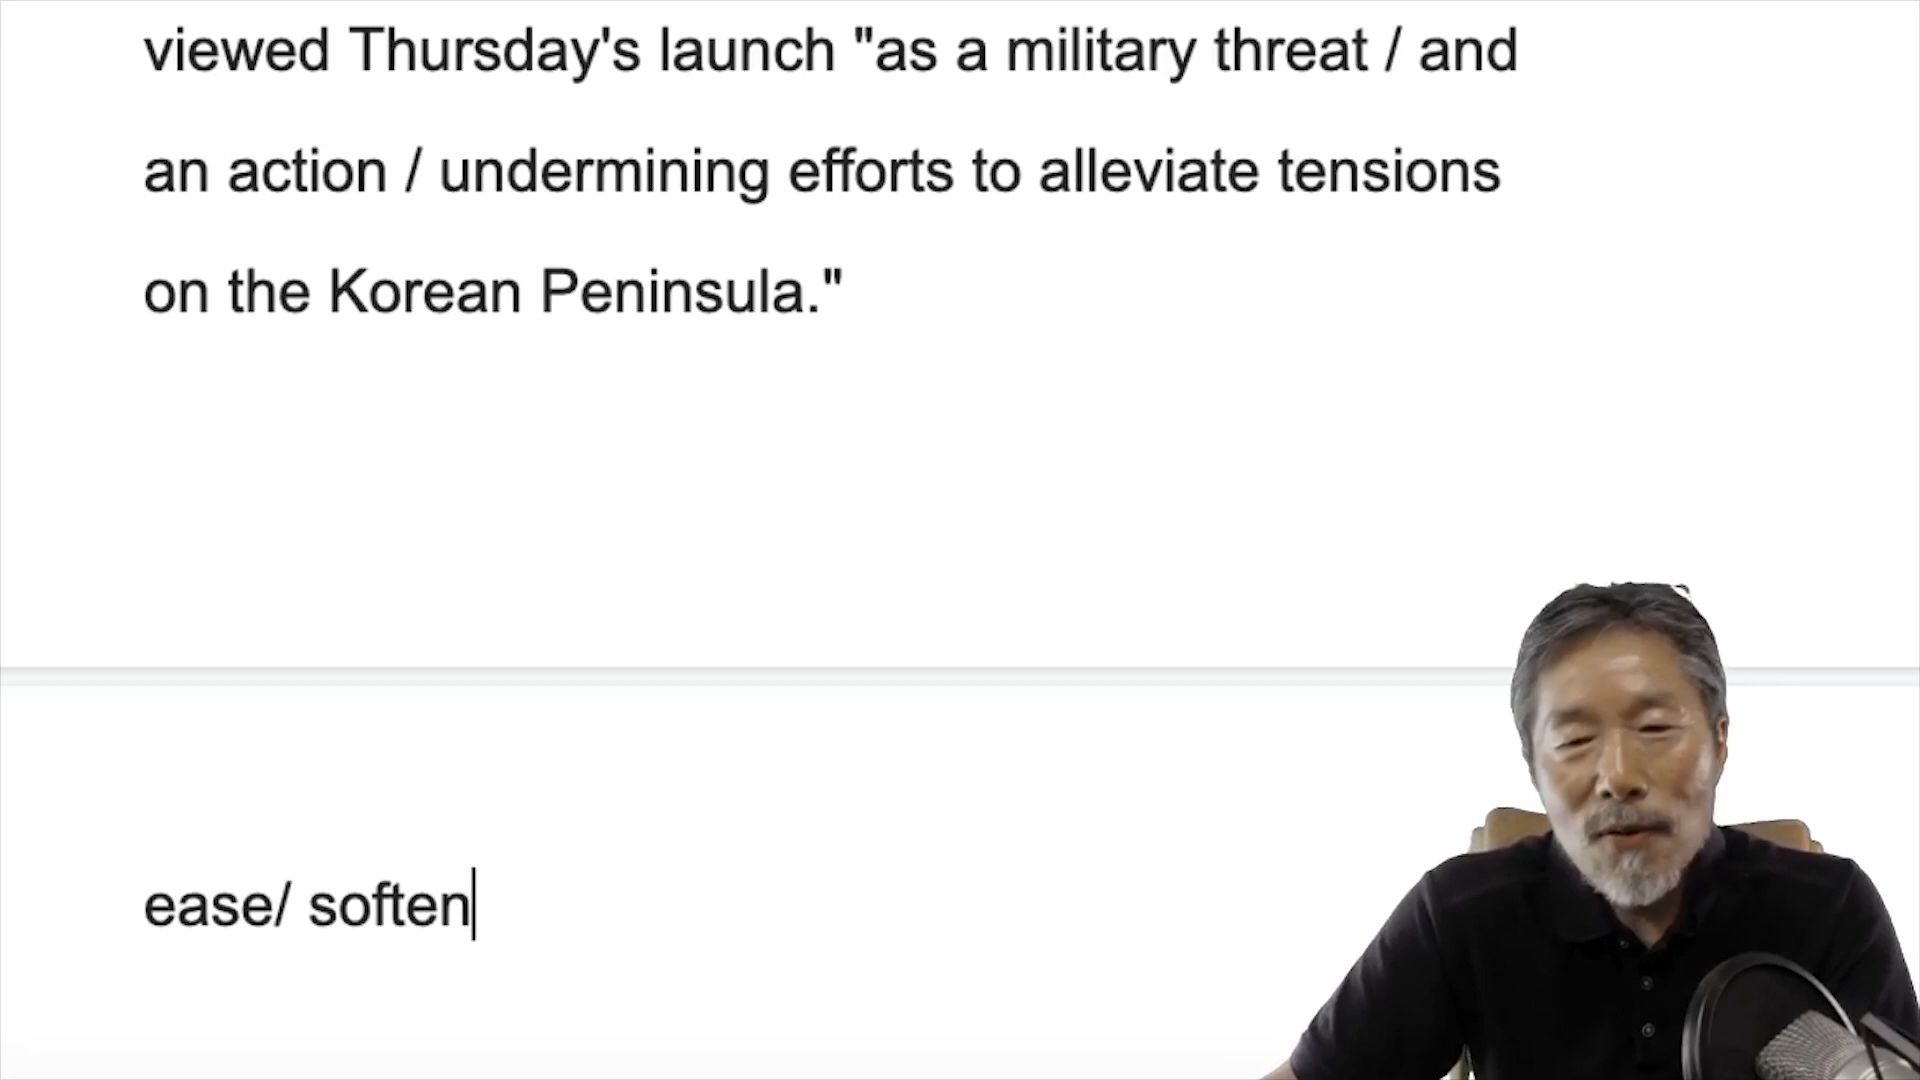 viewed Thursday's launch "as a military threat / and
an action / undermining efforts to alleviate tensions
on the Korean Peninsula."
ease/ soften